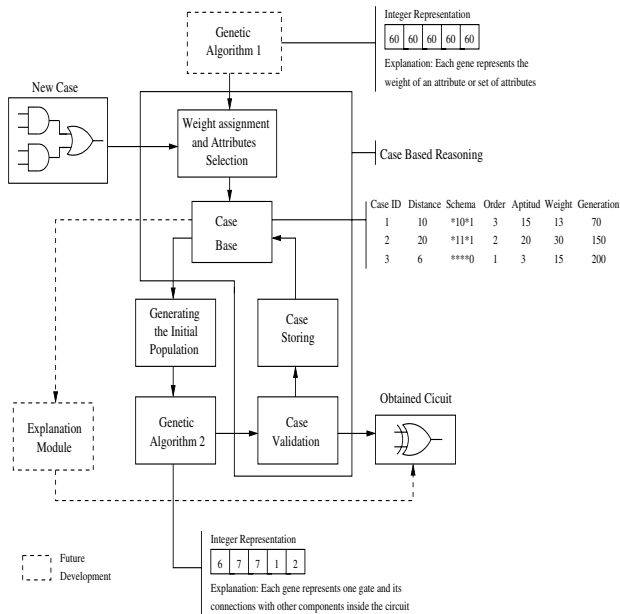 Genetic
Algorithm 1
Integer Representation
60 60 60 60 60
Explanation: Each gene represents the
weight of an attribute or set of attributes
New Case
Weight assignment
and Attributes
Selection
Case Based Reasoning
Case ID Distance Schema Order Aptitud Weight Generation
1 10 *10*1 3 15 13 70
2 20 *11*1 2 20 30 150
3 6 ****0 1 3 15 200
Case
Base
Generating
the Initial
Population
Case
Storing
Explanation
Module
Genetic
Algorithm 2
Case
Validation
Obtained Cicuit
Integer Representation
6 7 7 1 2
Explanation: Each gene represents one gate and its
connections with other components inside the circuit
Future
Development